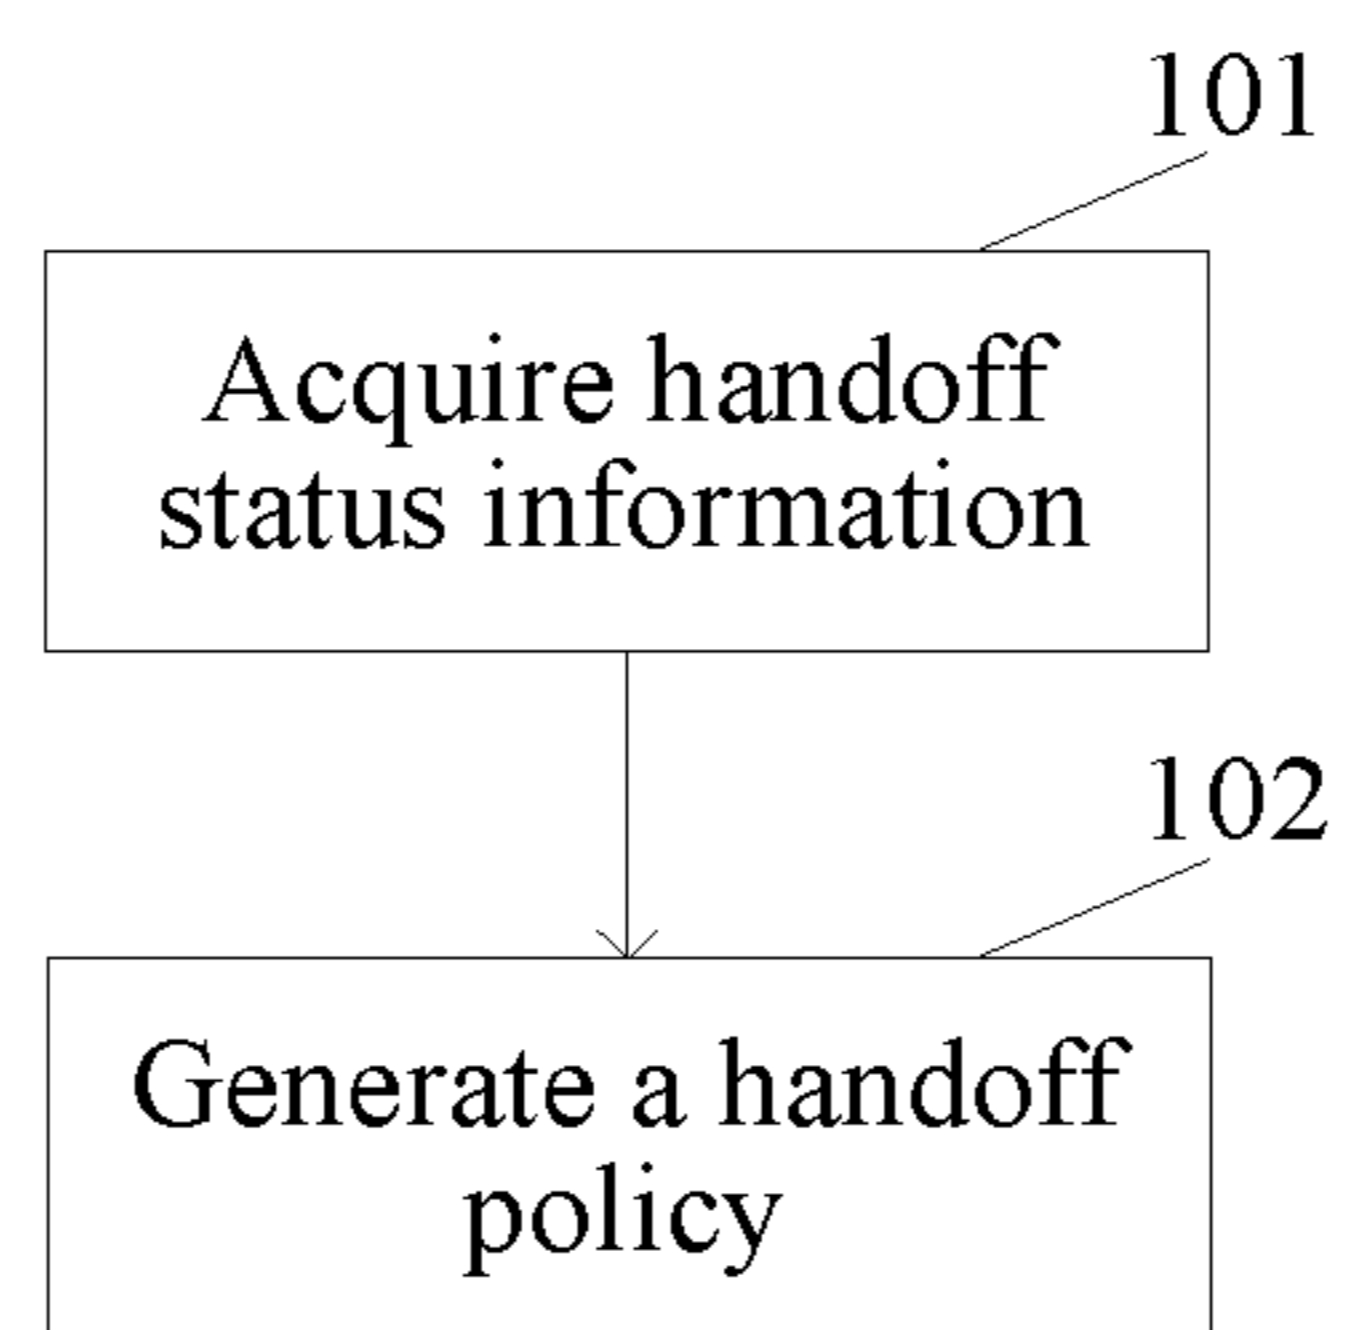 101
Acquire handoff
status information
102
Generate a handoff
policy